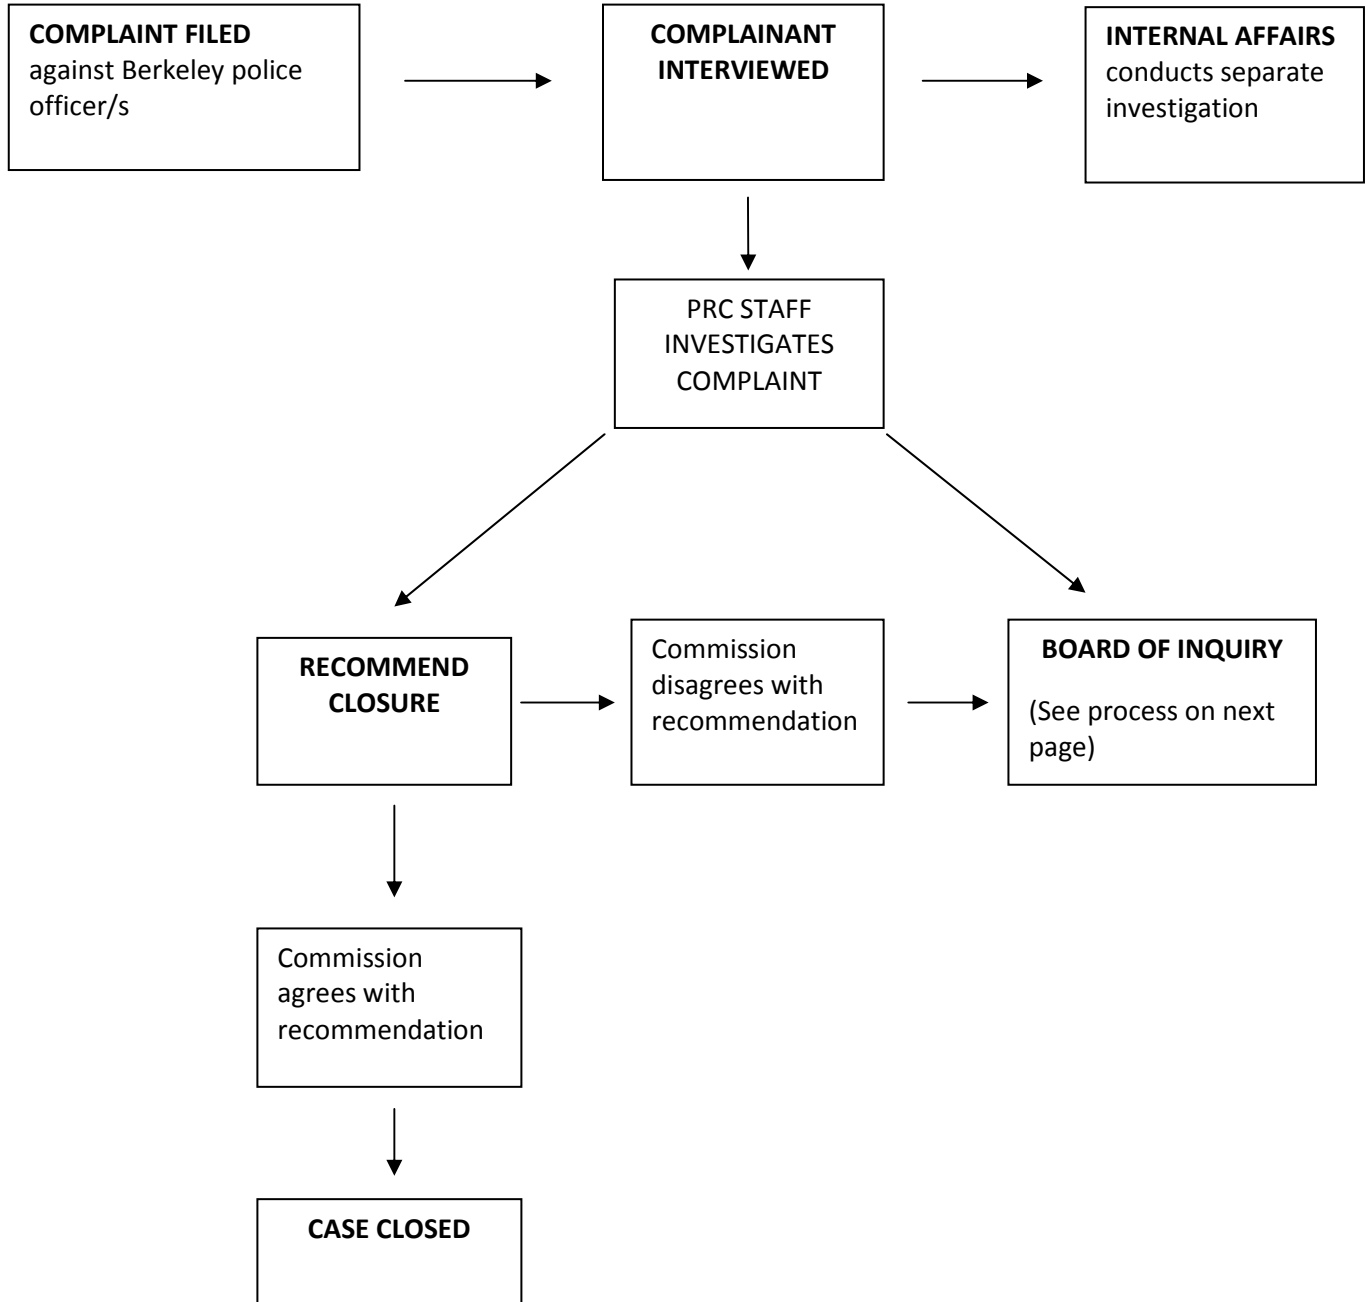 COMPLAINT FILED
against Berkeley police
officer/s
COMPLAINANT
INTERVIEWED
INTERNAL AFFAIRS
conducts separate
investigation
PRC STAFF
INVESTIGATES
COMPLAINT
RECOMMEND
CLOSURE
Commission
disagrees with
recommendation
BOARD OF INQUIRY
(See process on next
page)
Commission
agrees with
recommendation
CASE CLOSED